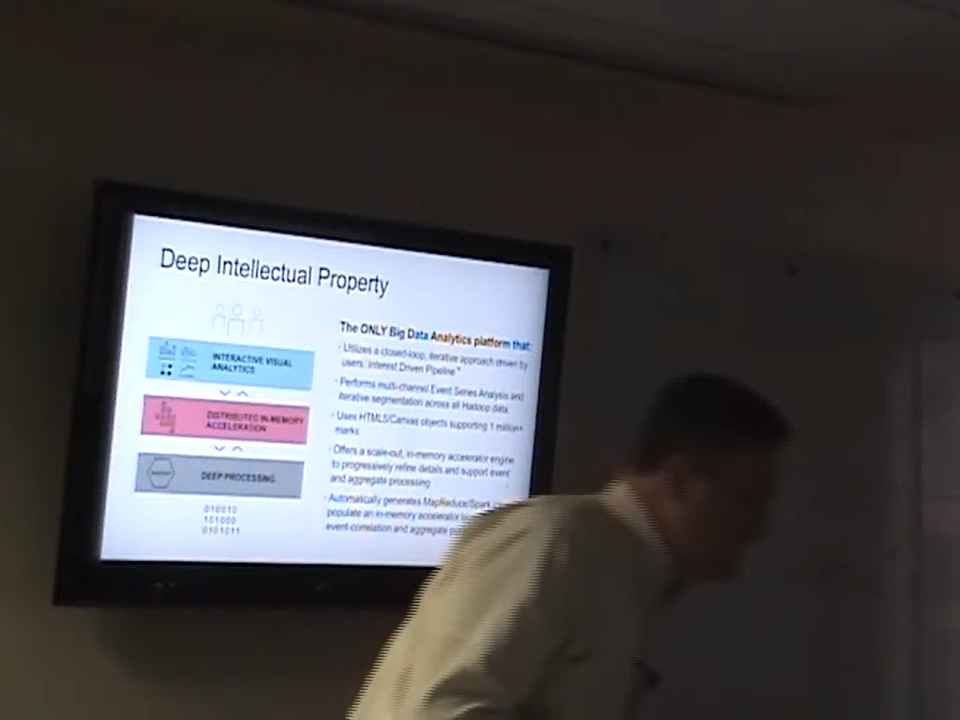 Deep Intellectual Property
The ONLY Big Data Analytics platform that:
· Utilizes a closed-loop, iterative approach driven by
users: Interest Driven Pipeline™
· Performs multi-channel Event Series Analysis and
iterative segmentation across all Hadoop data.
· Uses HTML5/Canvas objects supporting 1 million+
marks
· Offers a scale-out, in-memory accelerator engine
to progressively refine details and support event
and aggregate processing
· Automatically generates MapReduce/Spark
populate an in-memory accelerator
event-correlation and aggregate
INTERACTIVE VISUAL
ANALYTICS
DISTRIBUTED IN-MEMORY
ACCELERATION
DEEP PROCESSING
010010
101000
0101011